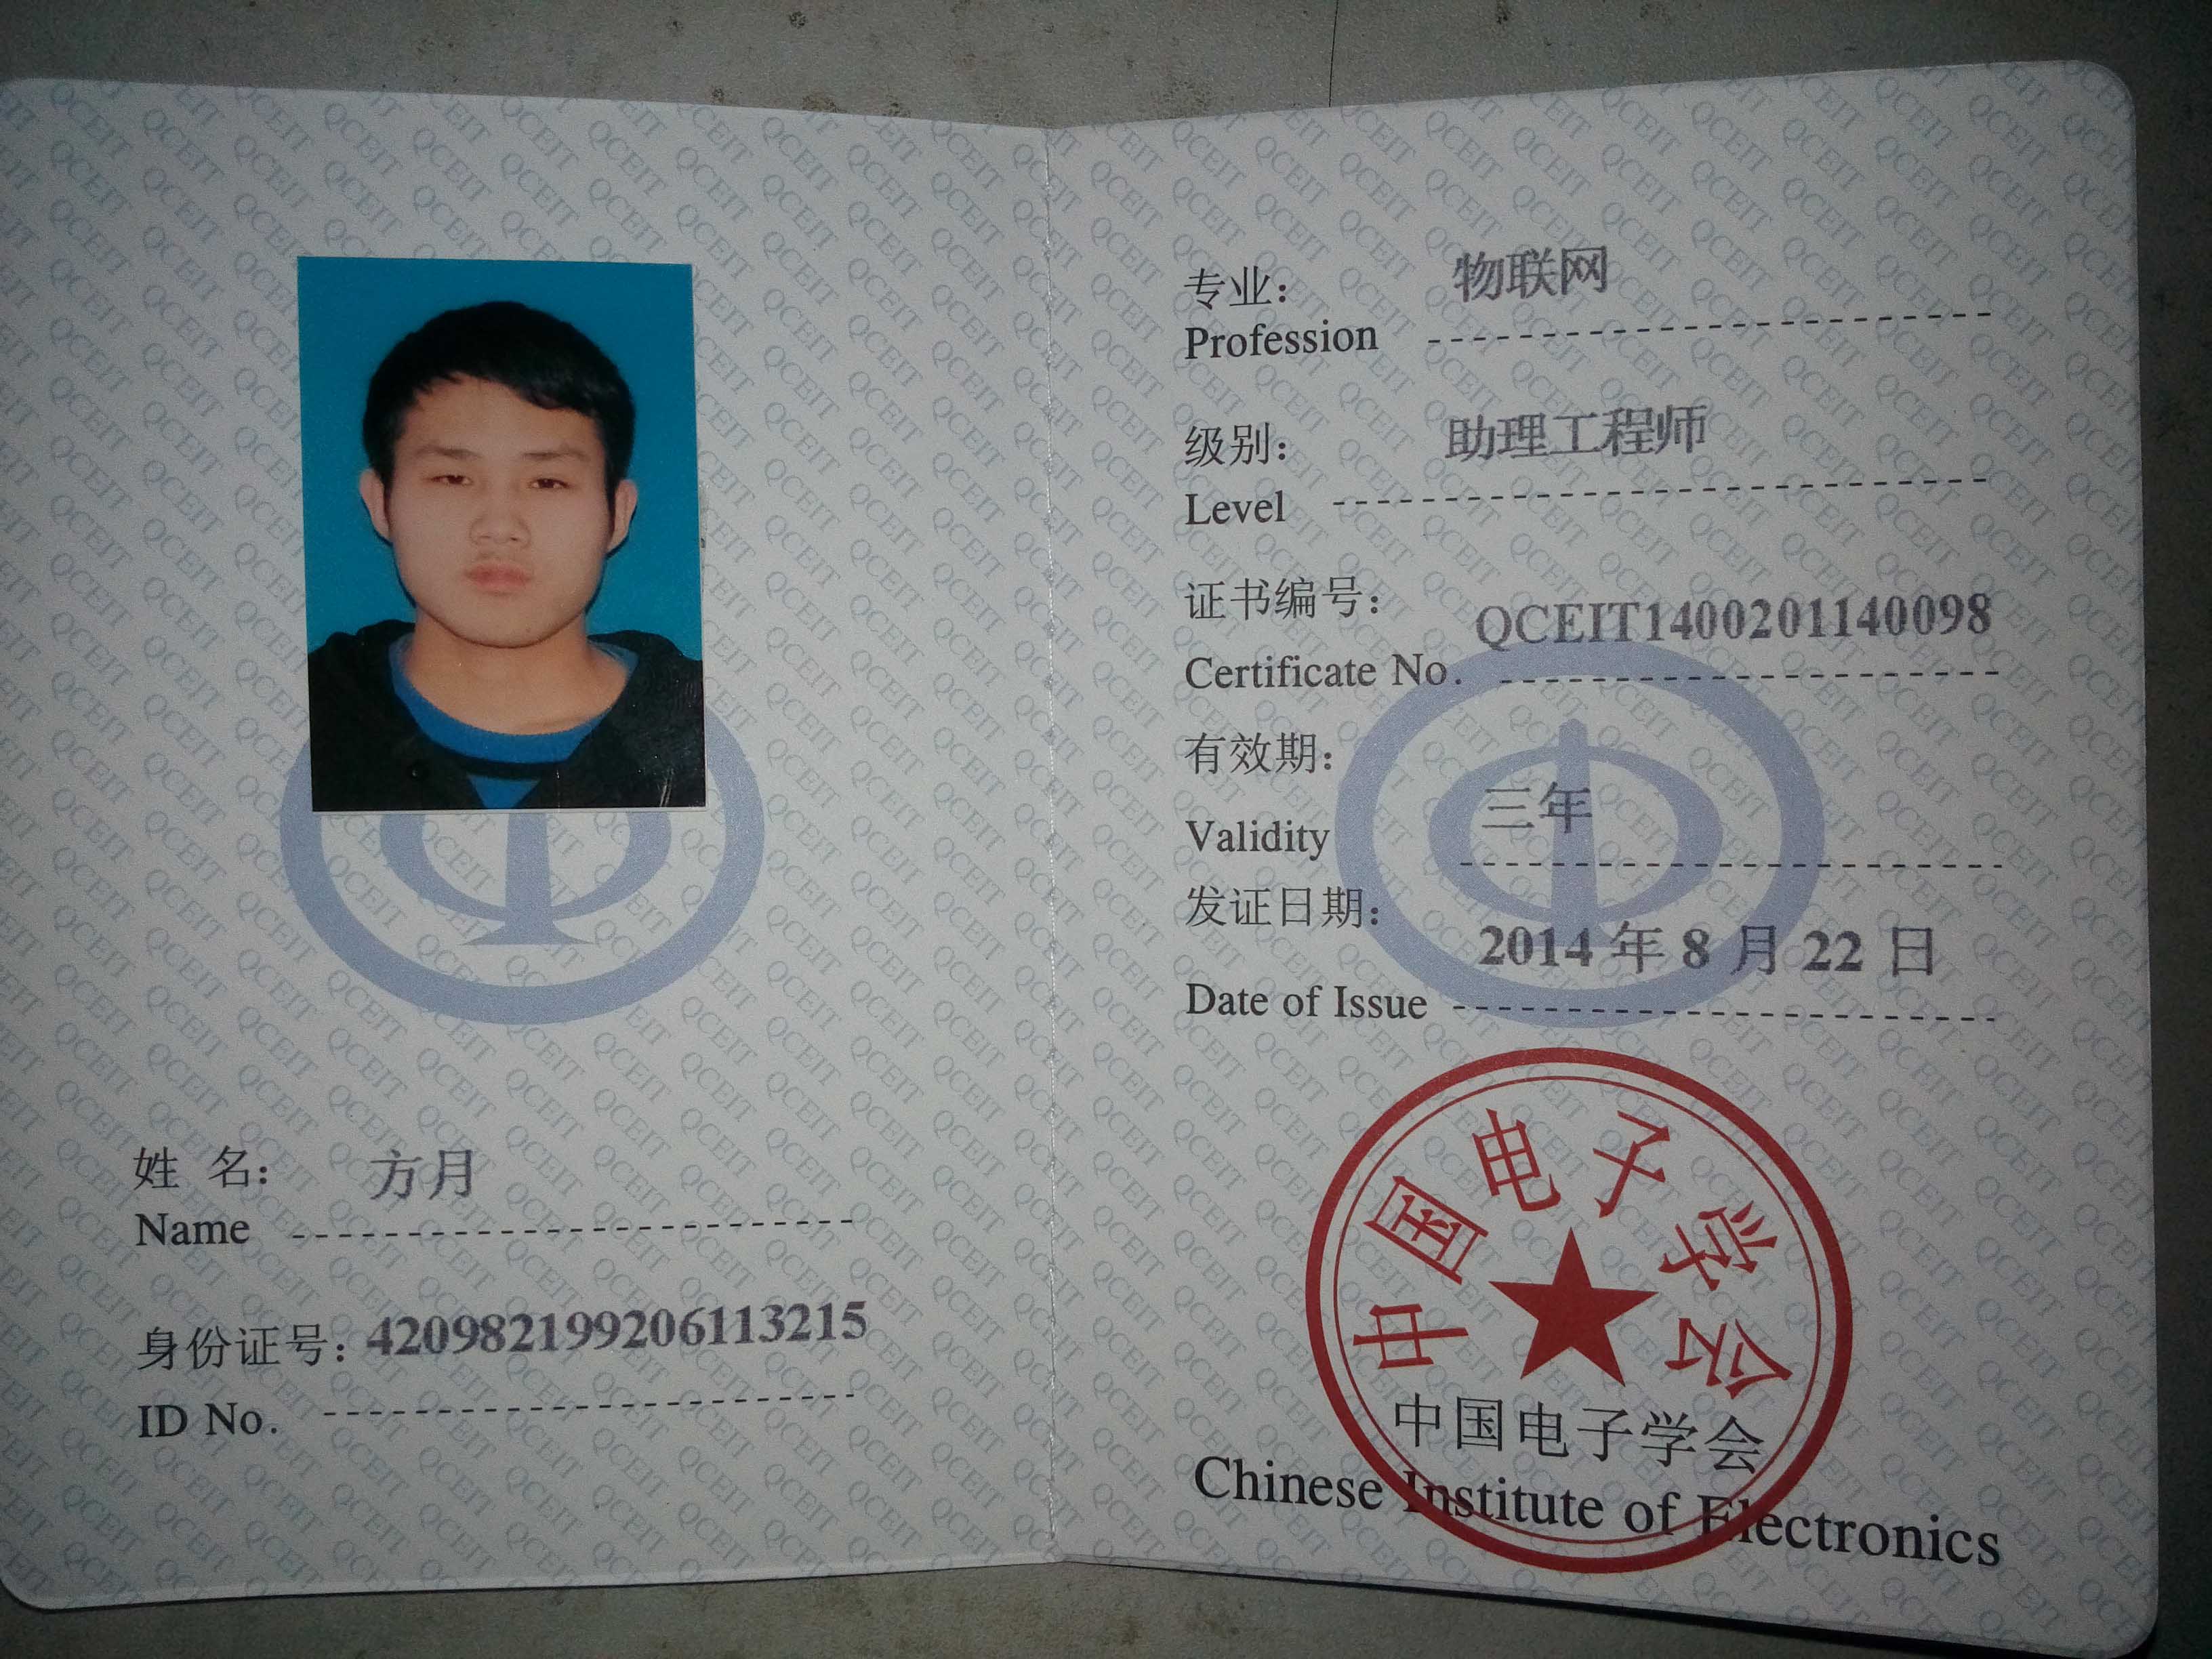 姓 名： 方月
Name
身份证号：420982199206113215
ID No.
专业： 物联网
Profession
级别： 助理工程师
Level
证书编号：
QCEIT1400201140098
Certificate No.
有效期：
三年
Validity
发证日期：
2014 年 8 月 22 日
Date of Issue
中国电子学会
中国电子学会
Chinese Institute of Electronics
QCEIT